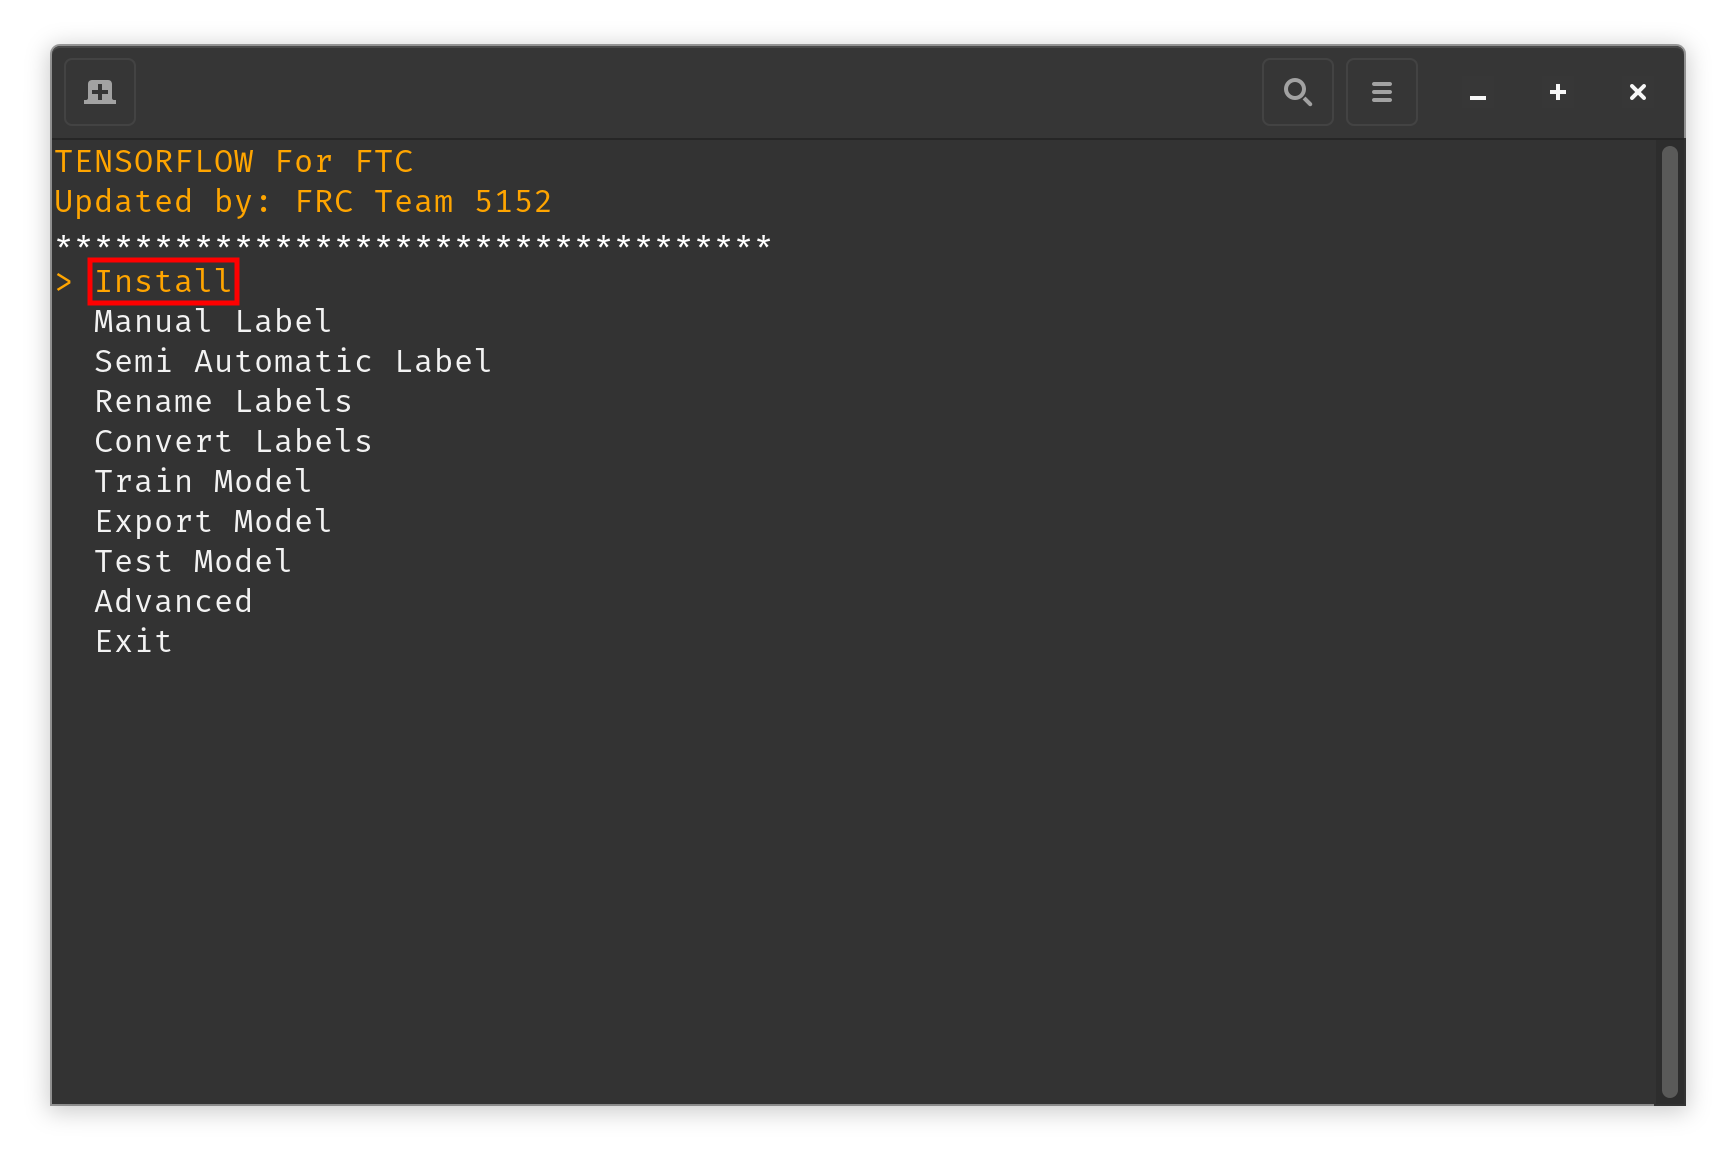 TENSORFLOW For FTC
Updated by: FRC Team 5152
************************************
> Install
Manual Label
Semi Automatic Label
Rename Labels
Convert Labels
Train Model
Export Model
Test Model
Advanced
Exit